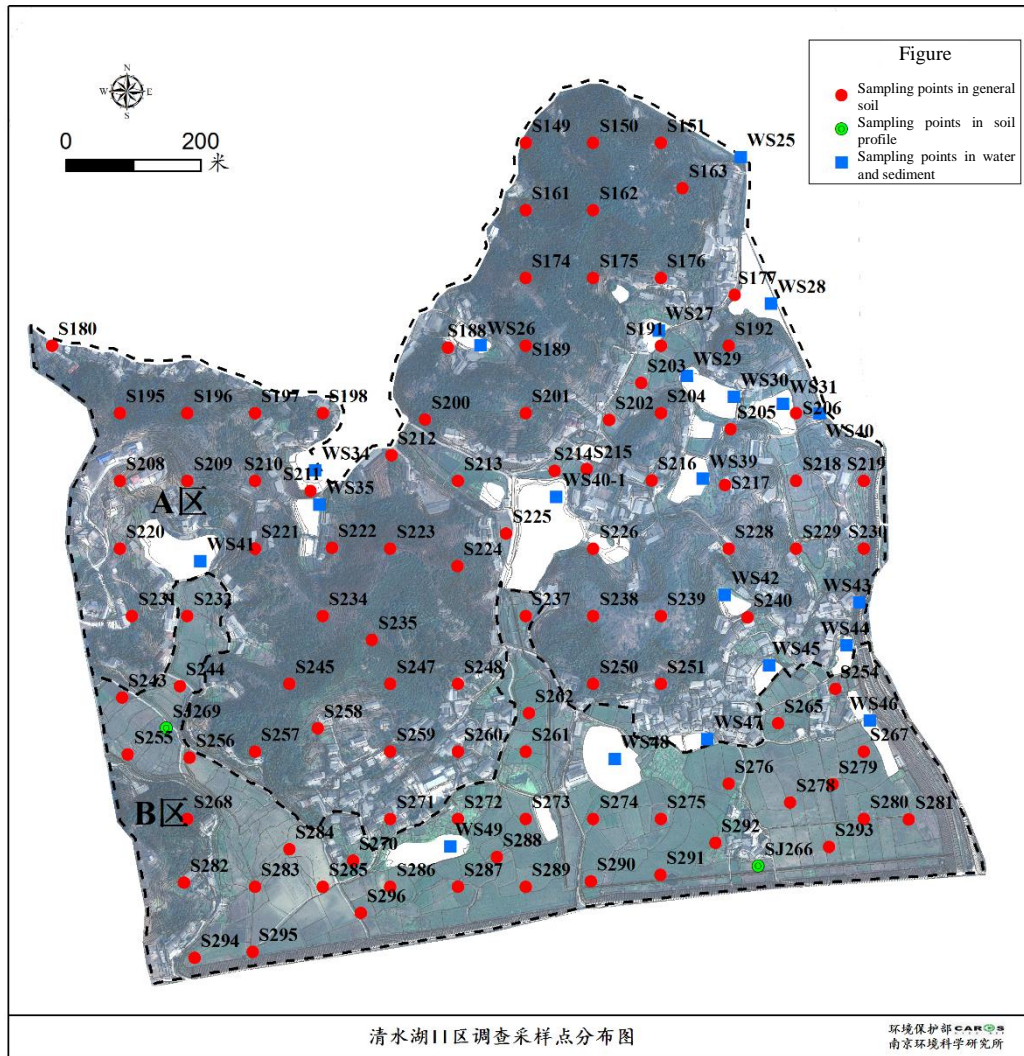 Figure
Sampling points in general
soil
Sampling points in soil
profile
Sampling points in water
and sediment
N
W E
S
0 200
米
S149 S150 S151
WS25
S163
S161 S162
S174 S175 S176
S177 WS28
WS27
S180
S188 WS26
S189
S191
S192
S203 WS29
WS30
WS31
S195 S196 S197 S198
S200
S201
S202
S204
S205
S206
WS40
S212
S208 S209 S210
WS34
S211
WS35
S213
S214 S215
WS40-1
S216
WS39
S217
S218 S219
A区
S220
WS41
S221 S222 S223
S224
S225
S226
S228 S229 S230
S231 S232
S234
S235
S237 S238 S239
WS42
S240
WS43
WS44
S243 S244
S245 S247 S248
S250 S251
WS45
S254
SJ269
S255 S256
S257
S258
S259 S260
S262
S261
WS48
WS47
S265
WS46
S267
B区
S268
S271 S272 S273 S274 S275
S276
S278
S279
S280 S281
S284
S270
WS49
S288
S292
S293
S282 S283 S285 S286 S287 S289 S290 S291
SJ266
S296
S294 S295
清水湖II区调查采样点分布图
环境保护部 CAREES
南京环境科学研究所